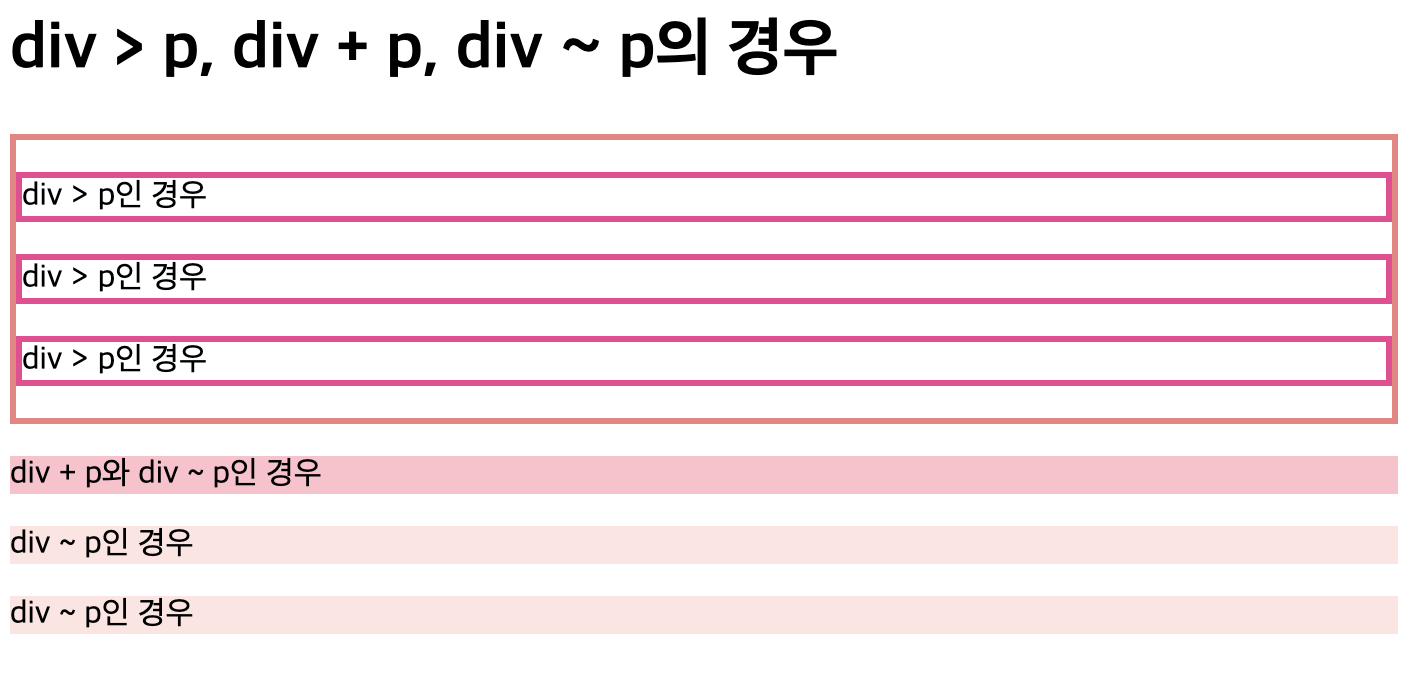 div > p, div + p, div ~ p의 경우
div > p인 경우
div > p인 경우
div > p인 경우
div + p와 div ~ p인 경우
div ~ p인 경우
div ~ p인 경우